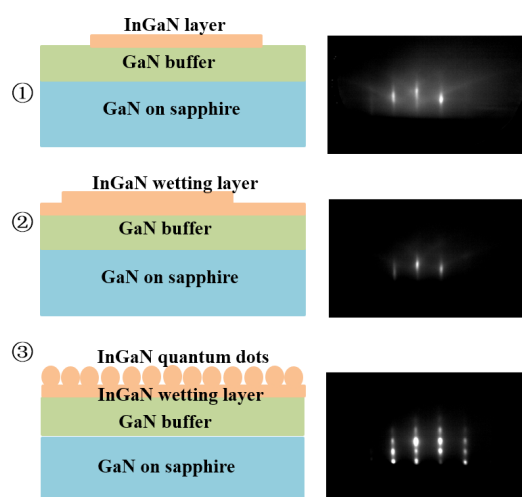 InGaN layer
GaN buffer
①
GaN on sapphire
InGaN wetting layer
②
GaN buffer
GaN on sapphire
③
InGaN quantum dots
InGaN wetting layer
GaN buffer
GaN on sapphire